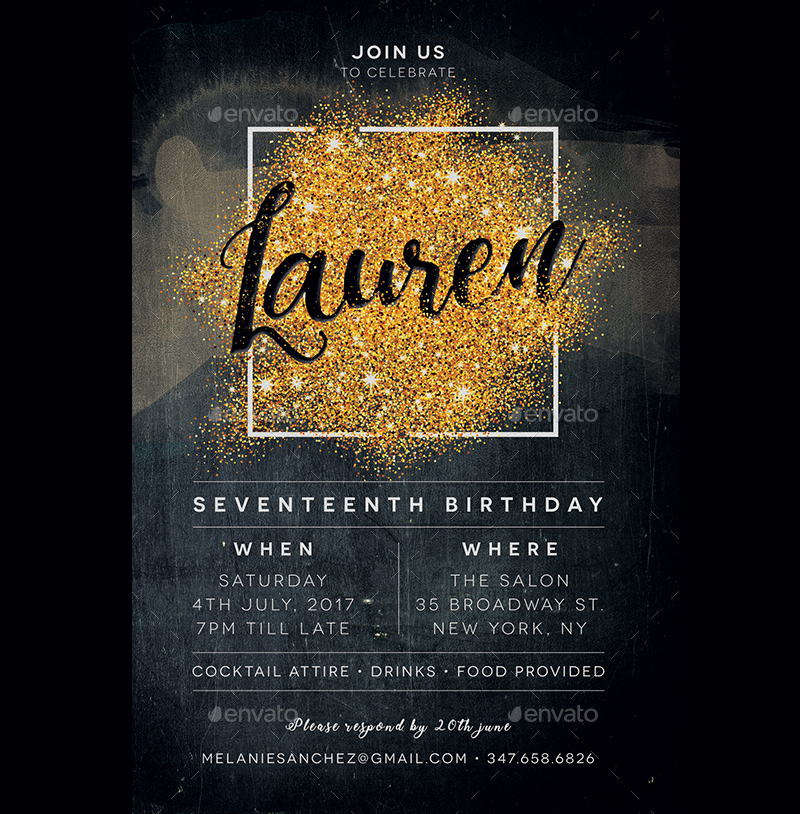 JOIN US
TO CELEBRATE
envato envato
Lauren
envato envato
SEVENTEENTH BIRTHDAY
WHEN
SATURDAY
4TH JULY, 2017
7PM TILL LATE
WHERE
THE SALON
35 BROADWAY ST.
NEW YORK, NY
COCKTAIL ATTIRE • DRINKS • FOOD PROVIDED
envato envato
Please respond by 20th june
MELANIESANCHEZ@GMAIL.COM • 347.658.6826